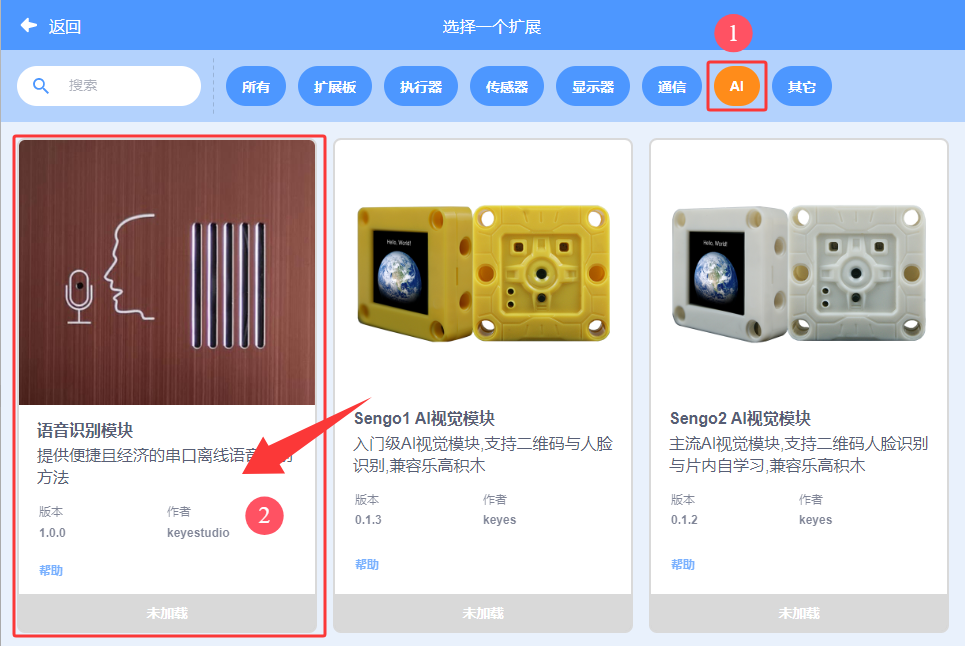 返回
选择一个扩展
1
搜索
所有
扩展板
执行器
传感器
显示器
通信
AI
其它
语音识别模块
提供便捷且经济的串口离线语音
方法
版本
作者
1.0.0
keyestudio
帮助
未加载
2
Hello, World!
Sengo1 AI视觉模块
入门级AI视觉模块,支持二维码与人脸
识别,兼容乐高积木
版本
作者
0.1.3
keyes
帮助
未加载
Hello, World!
Sengo2 AI视觉模块
主流AI视觉模块,支持二维码人脸识别
与片内自学习,兼容乐高积木
版本
作者
0.1.2
keyes
帮助
未加载